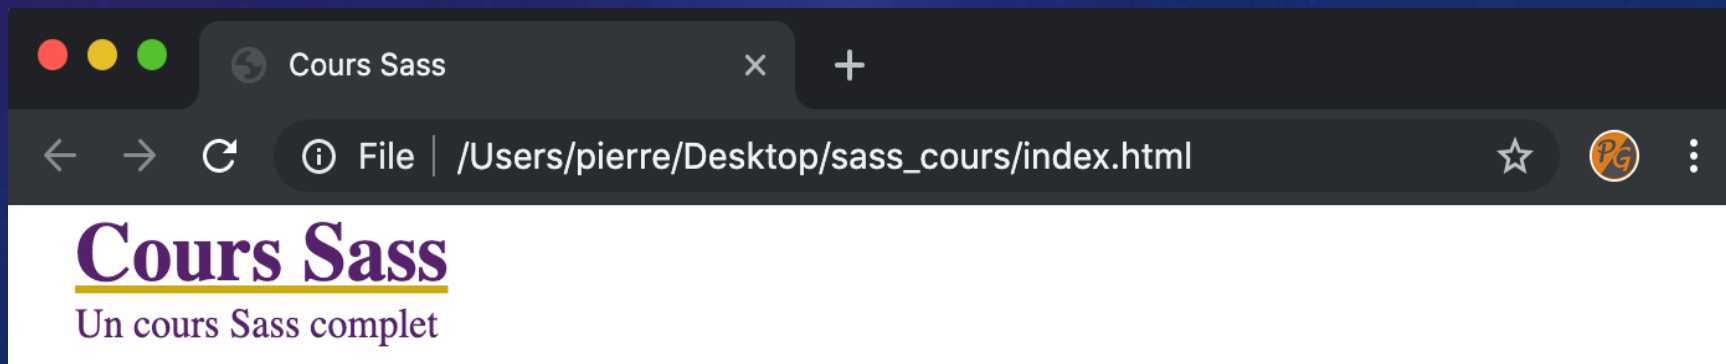 Cours Sass
File /Users/pierre/Desktop/sass_cours/index.html
PG
Cours Sass
Un cours Sass complet